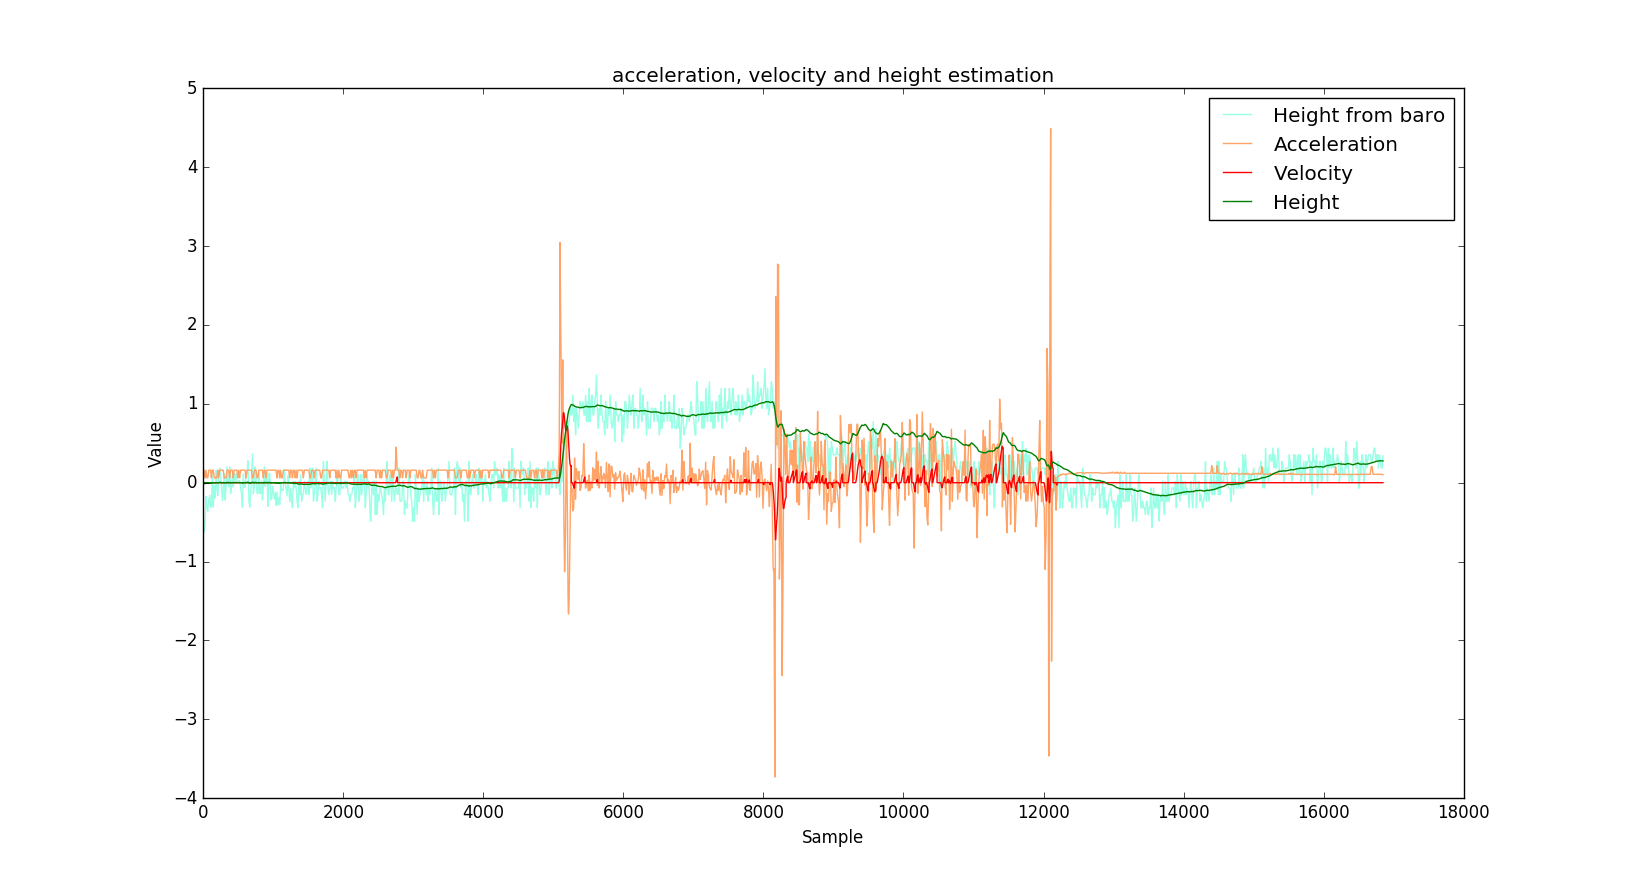 acceleration, velocity and height estimation
5
4
3
2
1
0
−1
−2
−3
−4
Value
Height from baro
Acceleration
Velocity
Height
0 2000 4000 6000 8000 10000 12000 14000 16000 18000
Sample